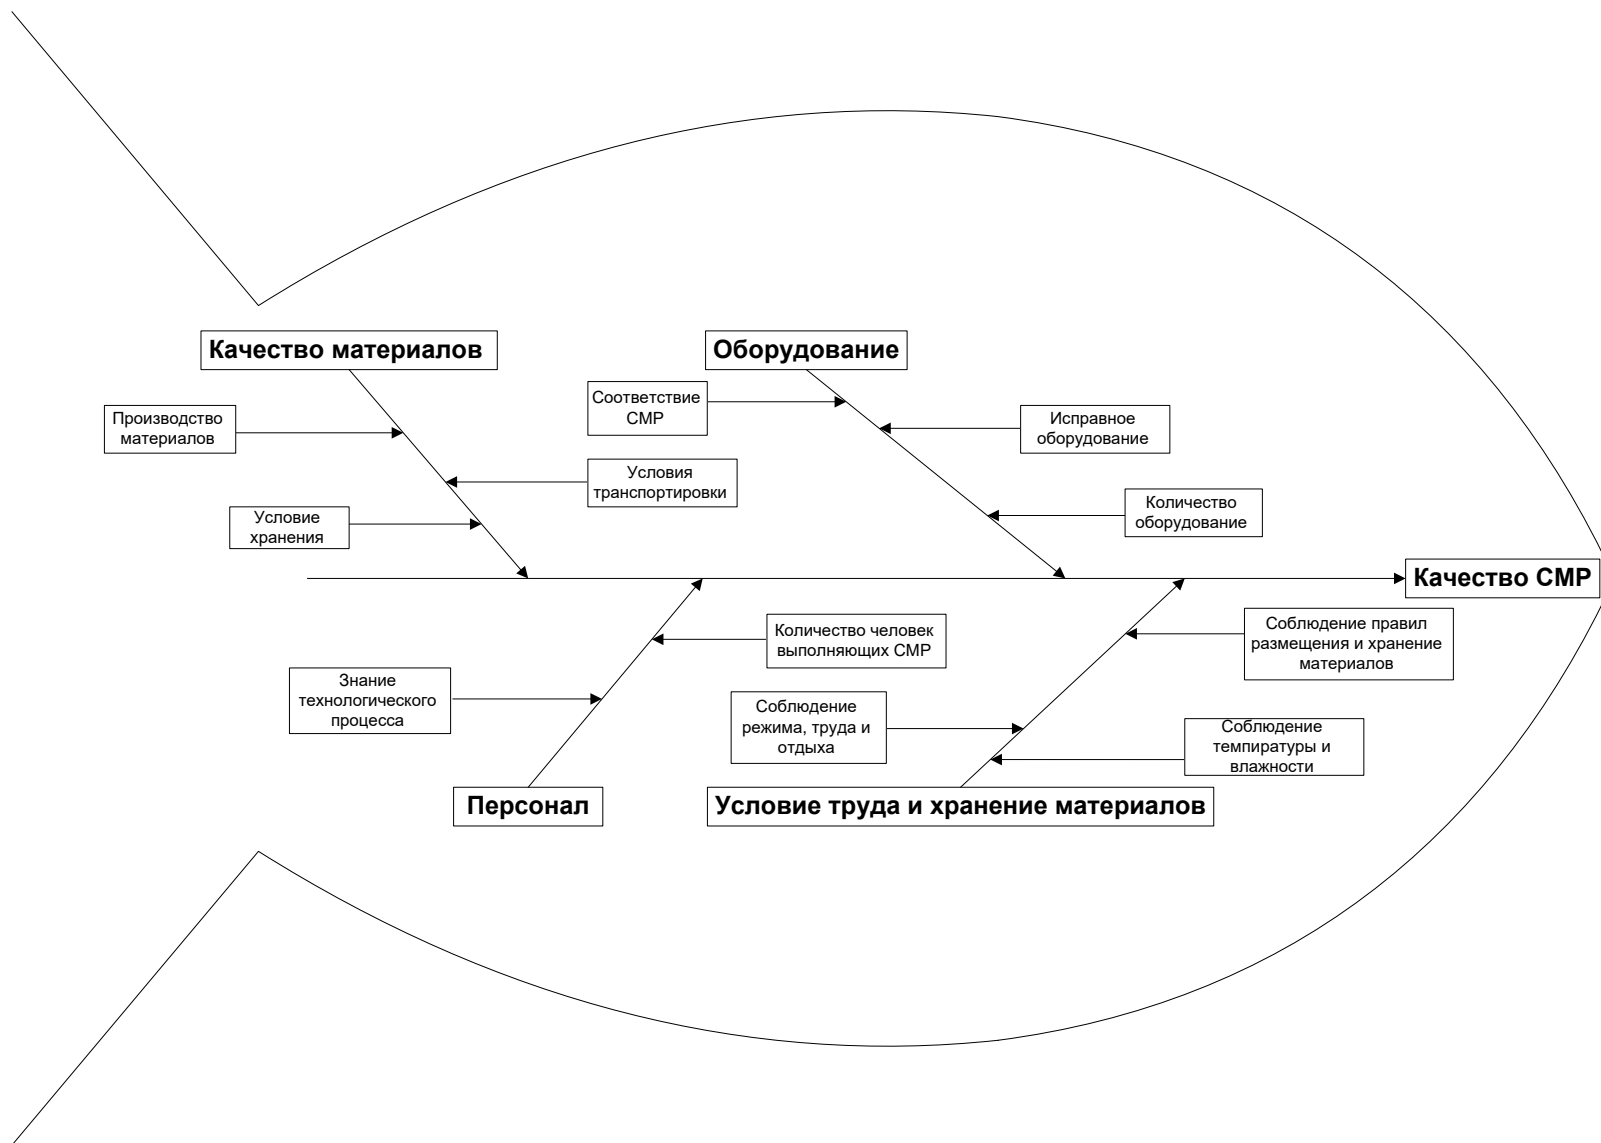 Качество материалов
Оборудование
Соответствие
СМР
Производство
материалов
Исправное
оборудование
Условия
транспортировки
Количество
оборудование
Условие
хранения
Качество СМР
Количество человек
выполняющих СМР
Соблюдение правил
размещения и хранение
материалов
Знание
технологического
процесса
Соблюдение
режима, труда и
отдыха
Соблюдение
темпиратуры и
влажности
Персонал
Условие труда и хранение материалов